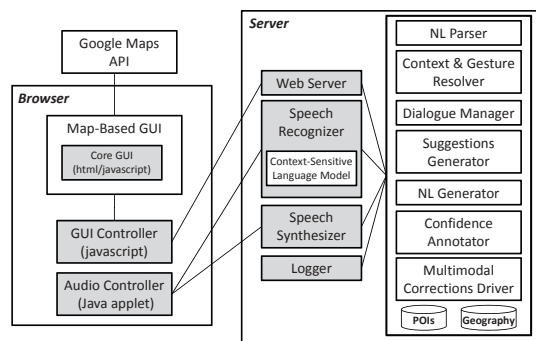 Google Maps
API
Browser
Map-Based GUI
Core GUI
(html/javascript)
GUI Controller
(javascript)
Audio Controller
(Java applet)
Server
Web Server
Speech
Recognizer
Context-Sensitive
Language Model
Speech
Synthesizer
Logger
NL Parser
Context & Gesture
Resolver
Dialogue Manager
Suggestions
Generator
NL Generator
Confidence
Annotator
Multimodal
Corrections Driver
POIs
Geography